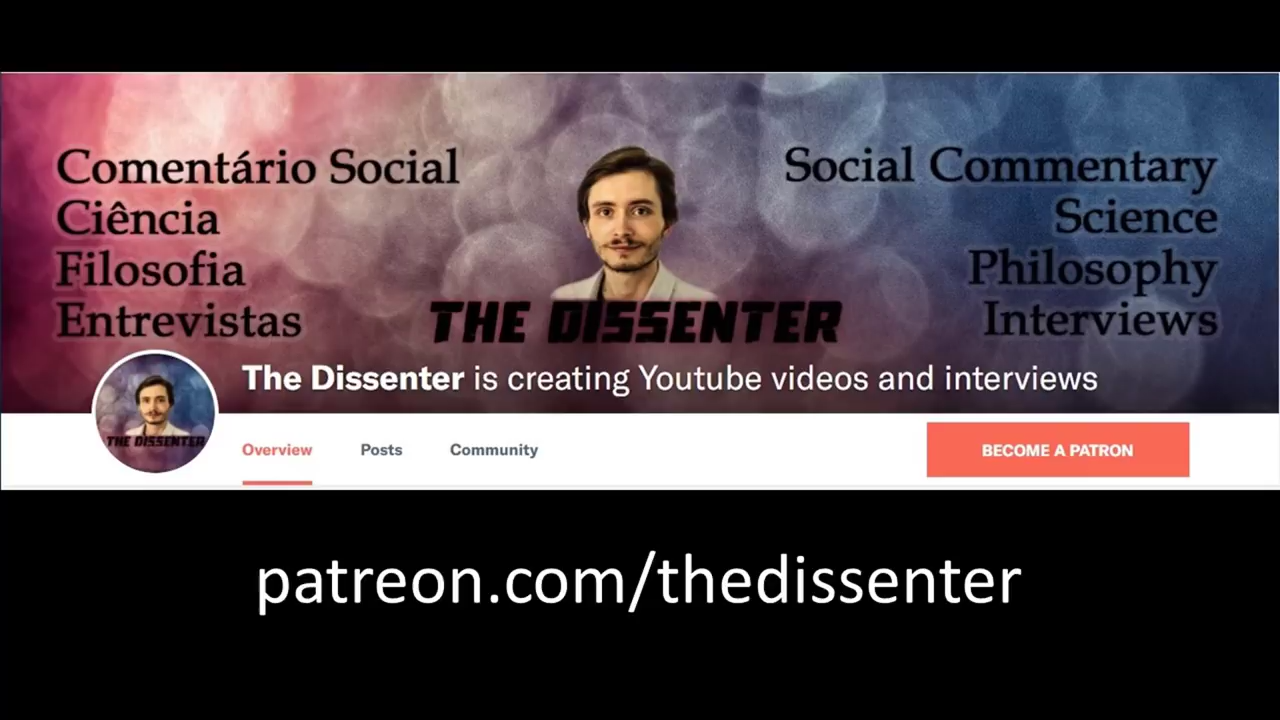 Comentário Social
Ciência
Filosofia
Entrevistas
Social Commentary
Science
Philosophy
Interviews
THE DISSENTER
The Dissenter is creating Youtube videos and interviews
THE DISSENTER
Overview
Posts
Community
BECOME A PATRON
patreon.com/thedissenter